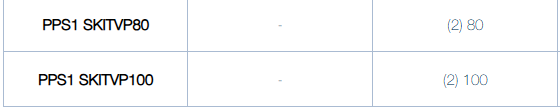 PPS1 SKITVP80 - (2) 80
PPS1 SKITVP100 - (2) 100